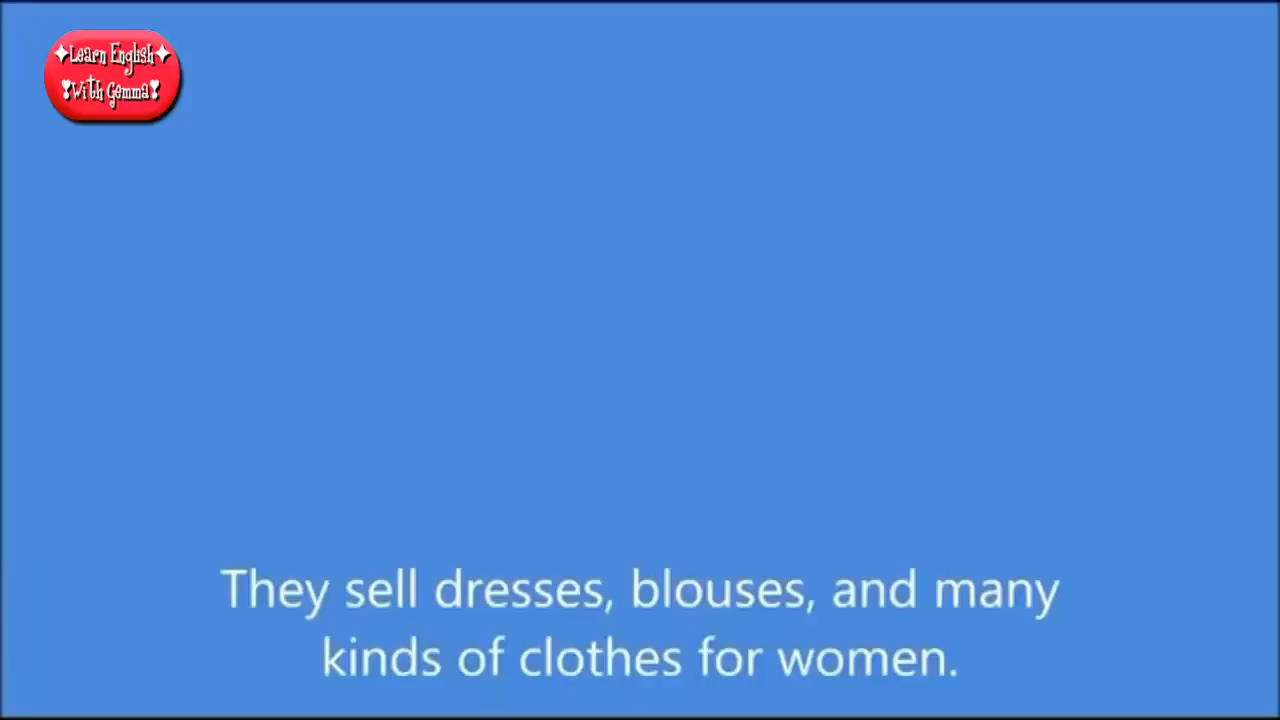 Learn English
With Gemma
They sell dresses, blouses, and many
kinds of clothes for women.